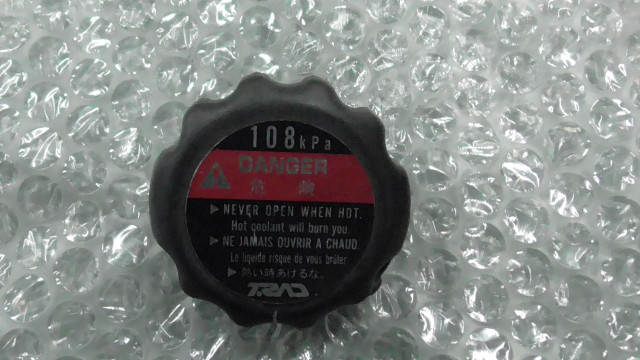 108kPa
DANGER
危 険
▶ NEVER OPEN WHEN HOT.
Hot coolant will burn you.
▶ NE JAMAIS OUVRIR A CHAUD.
Le liquide risque de vous brûler.
▶ 熱い時あけるな。
T.RAD